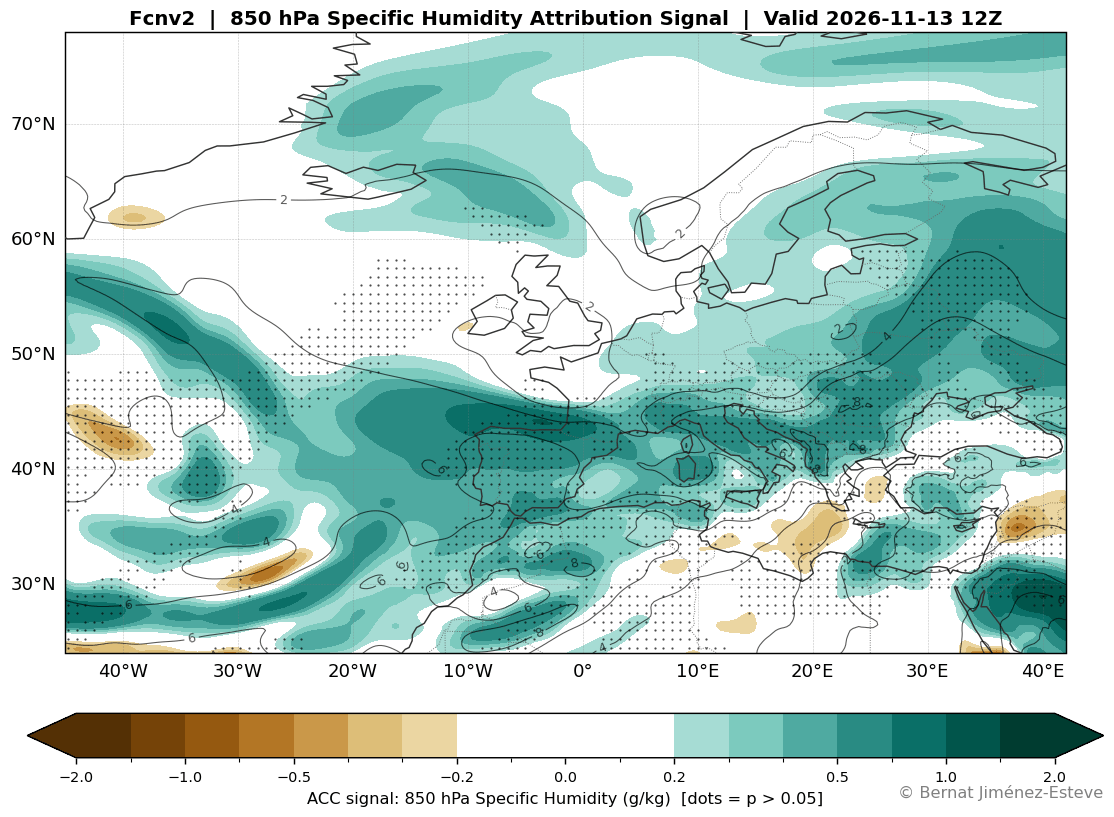 Fcnv2 | 850 hPa Specific Humidity Attribution Signal | Valid 2026-11-13 12Z
70°N
60°N
50°N
40°N
30°N
40°W 30°W 20°W 10°W 0° 10°E 20°E 30°E 40°E
−2.0 −1.0 −0.5 −0.2 0.0 0.2 0.5 1.0 2.0
ACC signal: 850 hPa Specific Humidity (g/kg) [dots = p > 0.05]
© Bernat Jiménez-Esteve